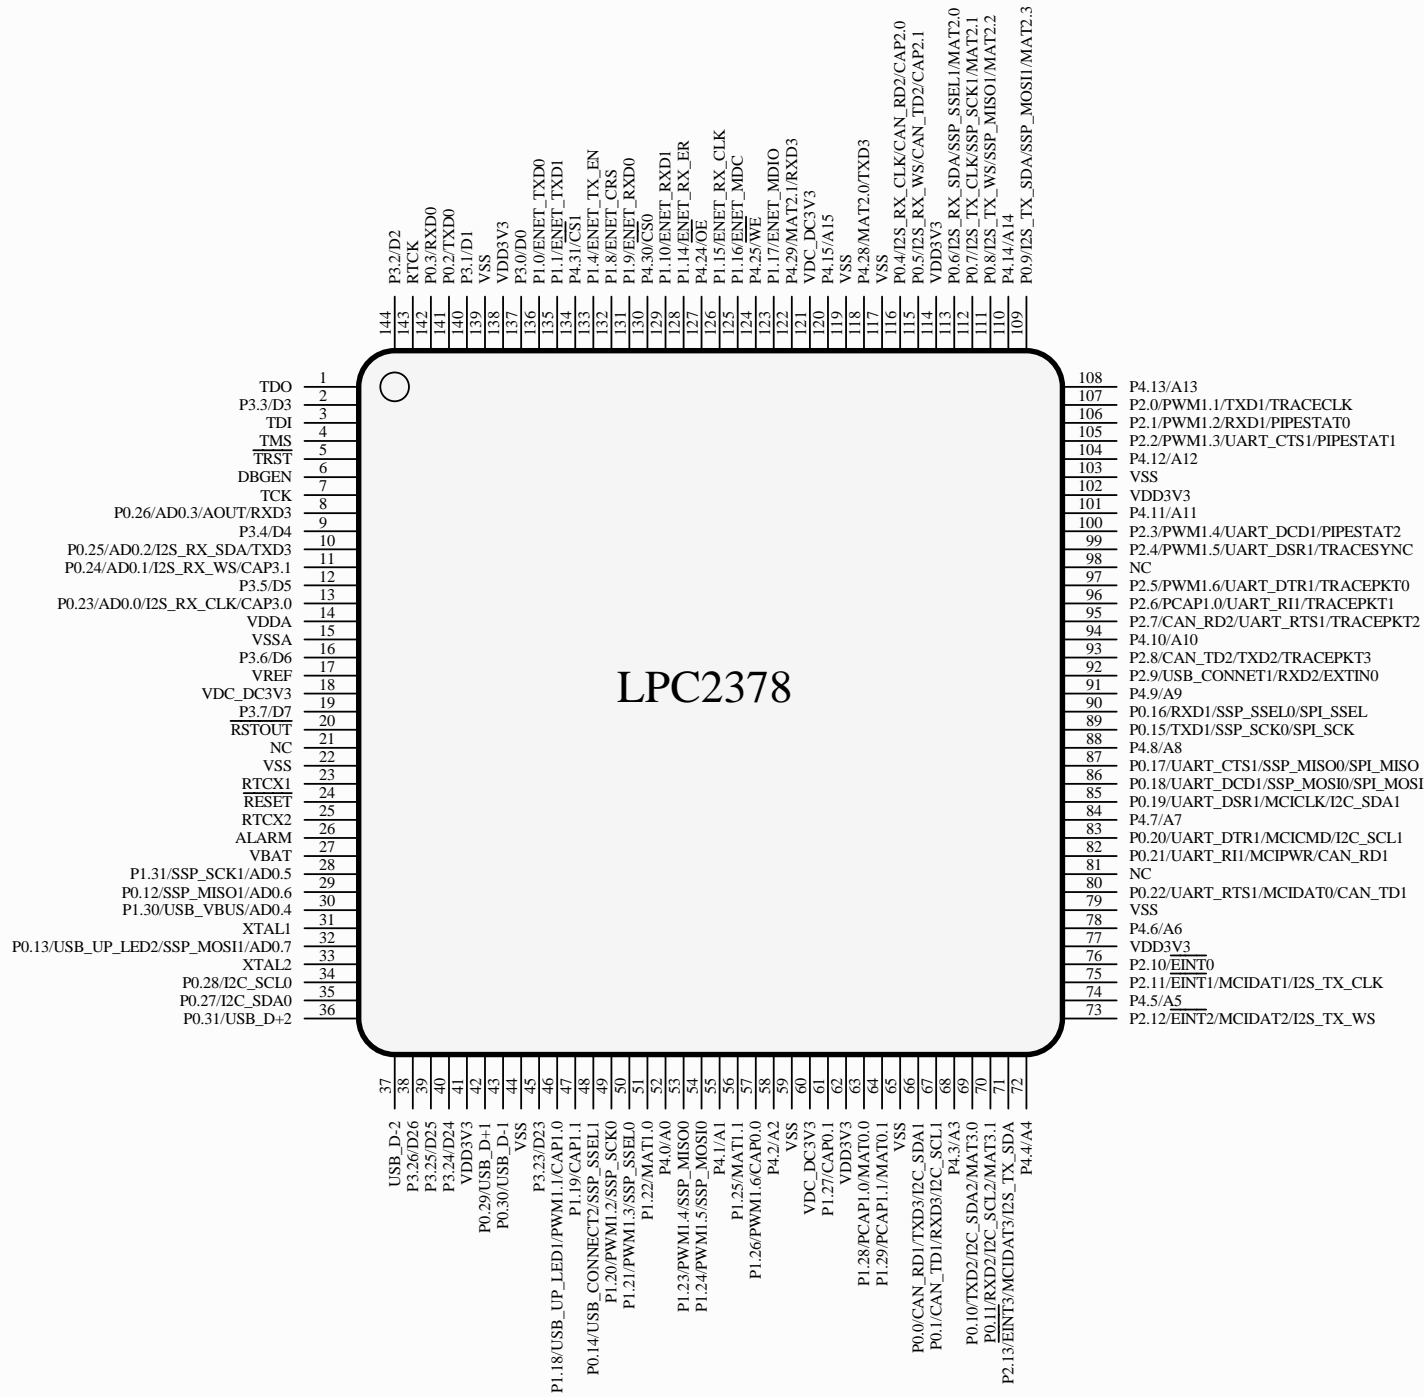 LPC2378
1 TDO
2 P3.3/D3
3 TDI
4 TMS
5 TRST
6 DBGEN
7 TCK
8 P0.26/AD0.3/AOUT/RXD3
9 P3.4/D4
10 P0.25/AD0.2/I2S_RX_SDA/TXD3
11 P0.24/AD0.1/I2S_RX_WS/CAP3.1
12 P3.5/D5
13 P0.23/AD0.0/I2S_RX_CLK/CAP3.0
14 VDDA
15 VSSA
16 P3.6/D6
17 VREF
18 VDC_DC3V3
19 P3.7/D7
20 RSTOUT
21 NC
22 VSS
23 RTCX1
24 RESET
25 RTCX2
26 ALARM
27 VBAT
28 P1.31/SSP_SCK1/AD0.5
29 P0.12/SSP_MISO1/AD0.6
30 P1.30/USB_VBUS/AD0.4
31 XTAL1
32 P0.13/USB_UP_LED2/SSP_MOSI1/AD0.7
33 XTAL2
34 P0.28/I2C_SCL0
35 P0.27/I2C_SDA0
36 P0.31/USB_D+2
37 USB_D-2
38 P3.26/D26
39 P3.25/D25
40 P3.24/D24
41 VDD3V3
42 P0.29/USB_D+1
43 P0.30/USB_D-1
44 VSS
45 P3.23/D23
46 P1.18/USB_UP_LED1/PWM1.1/CAP1.0
47 P1.19/CAP1.1
48 P0.14/USB_CONNECT2/SSP_SSEL1
49 P1.20/PWM1.2/SSP_SCK0
50 P1.21/PWM1.3/SSP_SSEL0
51 P1.22/MAT1.0
52 P4.0/A0
53 P1.23/PWM1.4/SSP_MISO0
54 P1.24/PWM1.5/SSP_MOSI0
55 P4.1/A1
56 P1.25/MAT1.1
57 P1.26/PWM1.6/CAP0.0
58 P4.2/A2
59 VSS
60 VDC_DC3V3
61 P1.27/CAP0.1
62 VDD3V3
63 P1.28/PCAP1.0/MAT0.0
64 P1.29/PCAP1.1/MAT0.1
65 VSS
66 P0.0/CAN_RD1/TXD3/I2C_SDA1
67 P0.1/CAN_TD1/RXD3/I2C_SCL1
68 P4.3/A3
69 P0.10/TXD2/I2C_SDA2/MAT3.0
70 P0.11/RXD2/I2C_SCL2/MAT3.1
71 P2.13/EINT3/MCIDAT3/I2S_TX_SDA
72 P4.4/A4
73 P2.12/EINT2/MCIDAT2/I2S_TX_WS
74 P4.5/A5
75 P2.11/EINT1/MCIDAT1/I2S_TX_CLK
76 P2.10/EINT0
77 VDD3V3
78 P4.6/A6
79 VSS
80 P0.22/UART_RTS1/MCIDAT0/CAN_TD1
81 NC
82 P0.21/UART_RI1/MCIPWR/CAN_RD1
83 P0.20/UART_DTR1/MCICMD/I2C_SCL1
84 P4.7/A7
85 P0.19/UART_DSR1/MCICLK/I2C_SDA1
86 P0.18/UART_DCD1/SSP_MOSI0/SPI_MOSI
87 P0.17/UART_CTS1/SSP_MISO0/SPI_MISO
88 P4.8/A8
89 P0.15/TXD1/SSP_SCK0/SPI_SCK
90 P0.16/RXD1/SSP_SSEL0/SPI_SSEL
91 P4.9/A9
92 P2.9/USB_CONNET1/RXD2/EXTIN0
93 P2.8/CAN_TD2/TXD2/TRACEPKT3
94 P4.10/A10
95 P2.7/CAN_RD2/UART_RTS1/TRACEPKT2
96 P2.6/PCAP1.0/UART_RI1/TRACEPKT1
97 P2.5/PWM1.6/UART_DTR1/TRACEPKT0
98 NC
99 P2.4/PWM1.5/UART_DSR1/TRACESYNC
100 P2.3/PWM1.4/UART_DCD1/PIPESTAT2
101 P4.11/A11
102 VDD3V3
103 VSS
104 P4.12/A12
105 P2.2/PWM1.3/UART_CTS1/PIPESTAT1
106 P2.1/PWM1.2/RXD1/PIPESTAT0
107 P2.0/PWM1.1/TXD1/TRACECLK
108 P4.13/A13
109 P0.9/I2S_TX_SDA/SSP_MOSI1/MAT2.3
110 P4.14/A14
111 P0.8/I2S_TX_WS/SSP_MISO1/MAT2.2
112 P0.7/I2S_TX_CLK/SSP_SCK1/MAT2.1
113 P0.6/I2S_RX_SDA/SSP_SSEL1/MAT2.0
114 VDD3V3
115 P0.5/I2S_RX_WS/CAN_TD2/CAP2.1
116 P0.4/I2S_RX_CLK/CAN_RD2/CAP2.0
117 VSS
118 P4.28/MAT2.0/TXD3
119 VSS
120 P4.15/A15
121 VDC_DC3V3
122 P4.29/MAT2.1/RXD3
123 P1.17/ENET_MDIO
124 P4.25/WE
125 P1.16/ENET_MDC
126 P1.15/ENET_RX_CLK
127 P4.24/OE
128 P1.14/ENET_RX_ER
129 P1.10/ENET_RXD1
130 P4.30/CS0
131 P1.9/ENET_RXD0
132 P1.8/ENET_CRS
133 P1.4/ENET_TX_EN
134 P4.31/CS1
135 P1.1/ENET_TXD1
136 P1.0/ENET_TXD0
137 P3.0/D0
138 VDD3V3
139 VSS
140 P3.1/D1
141 P0.2/TXD0
142 P0.3/RXD0
143 RTCK
144 P3.2/D2